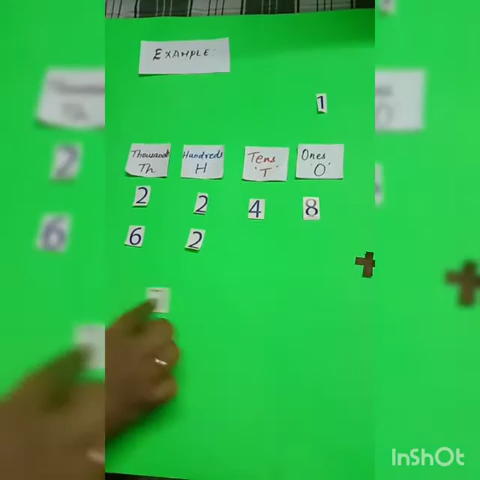 EXAMPLE
1
Thousands Hundreds Tens Ones
Th H 'T' 'O'
2 2 4 8
6 2
+
InShOt